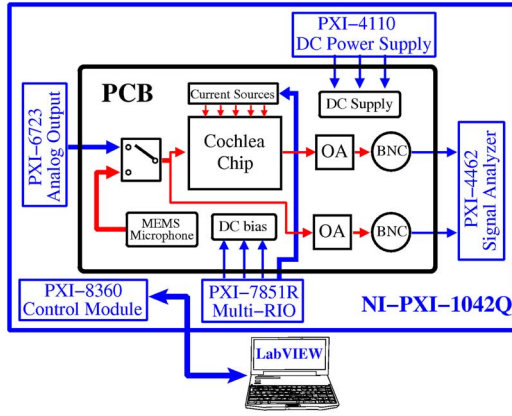 PXI−4110
DC Power Supply
PCB
Current Sources
DC Supply
PXI−6723
Analog Output
Cochlea
Chip
OA
BNC
PXI−4462
Signal Analyzer
MEMS
Microphone
DC bias
OA
BNC
PXI−8360
Control Module
PXI−7851R
Multi−RIO
NI−PXI−1042Q
LabVIEW